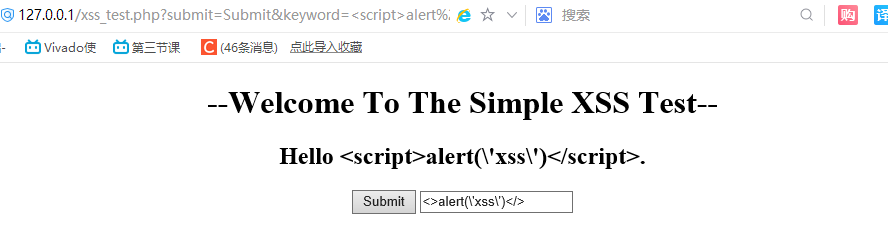 127.0.0.1/xss_test.php?submit=Submit&keyword=<script>alert%2 搜索 购 译
Vivado使 第三节课 C (46条消息) 点此导入收藏
--Welcome To The Simple XSS Test--
Hello <script>alert(\'xss\')</script>.
Submit <>alert(\'xss\')</>